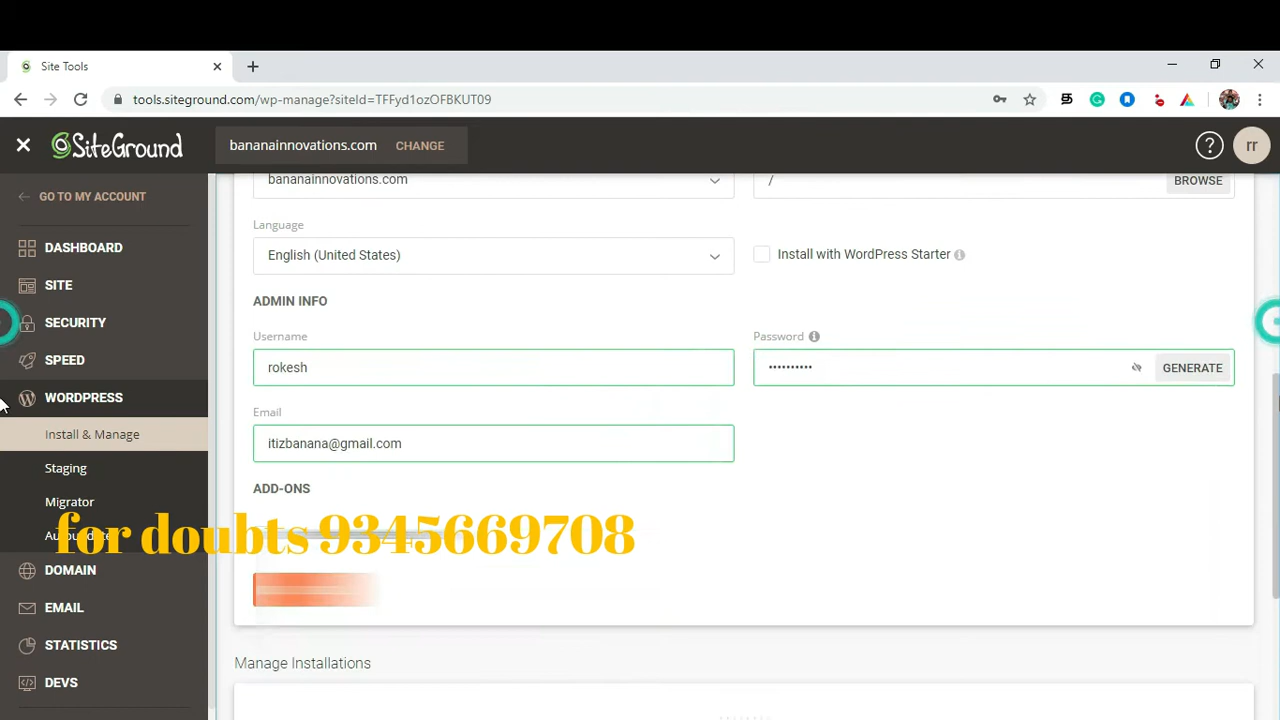 Site Tools
tools.siteground.com/wp-manage?siteId=TFFyd1ozOFBKUT09
SiteGround
bananainnovations.com CHANGE
rr
GO TO MY ACCOUNT
DASHBOARD
SITE
SECURITY
SPEED
WORDPRESS
Install & Manage
Staging
Migrator
DOMAIN
EMAIL
STATISTICS
DEVS
bananainnovations.com
/
BROWSE
Language
English (United States)
Install with WordPress Starter
ADMIN INFO
Username
Password
rokesh
••••••••••
GENERATE
Email
itizbanana@gmail.com
ADD-ONS
for doubts 9345669708
Manage Installations